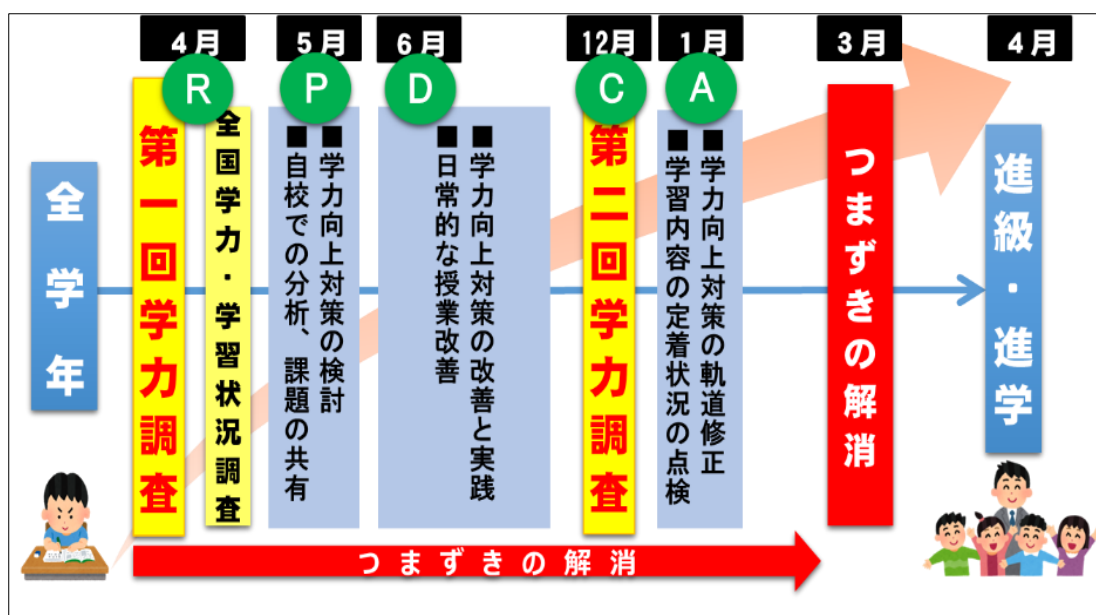 4月
5月
6月
12月
1月
3月
4月
R
P
D
C
A
全学年
第一回学力調査
全国学力・学習状況調査
■学力向上対策の検討
■自校での分析、課題の共有
■学力向上対策の改善と実践
■日常的な授業改善
第二回学力調査
■学力向上対策の軌道修正
■学習内容の定着状況の点検
つまずきの解消
進級・進学
つまずきの解消